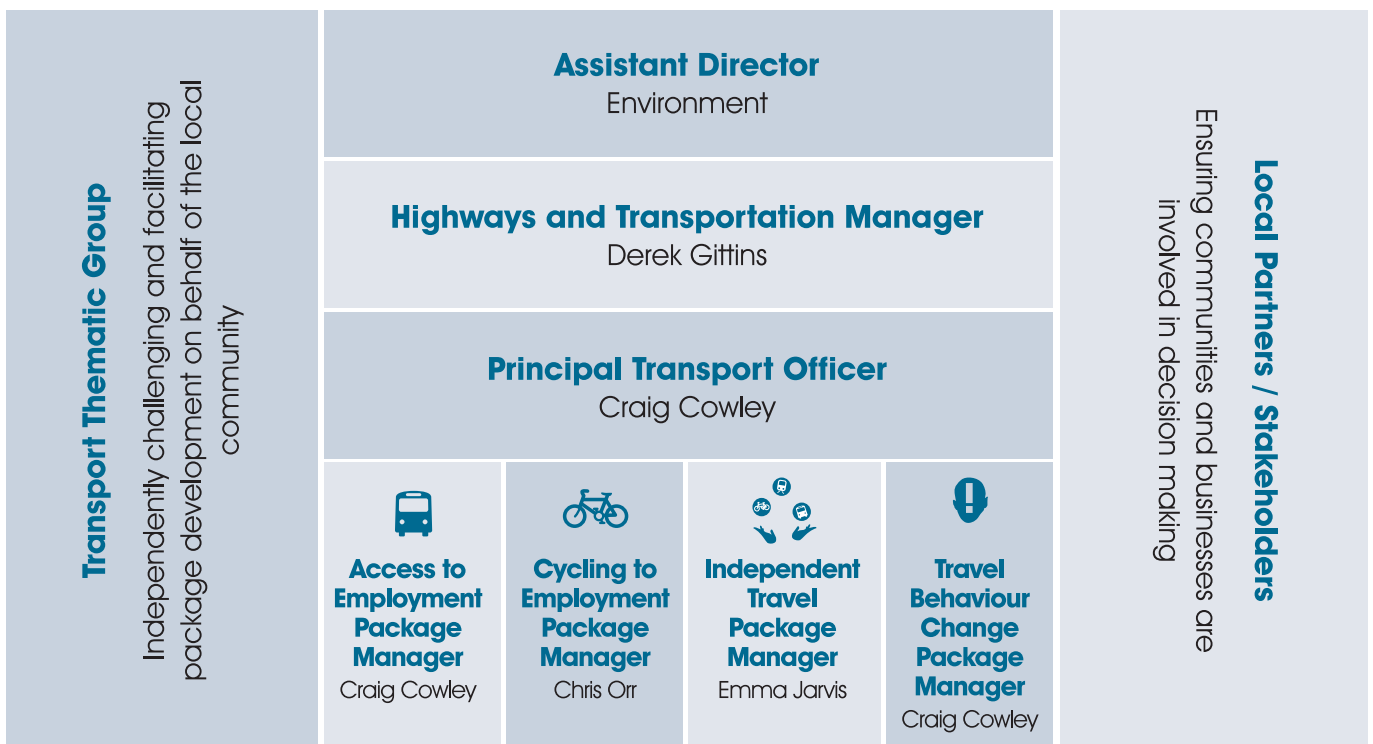 Transport Thematic Group
Independently challenging and facilitating
package development on behalf of the local
community
Assistant Director
Environment
Highways and Transportation Manager
Derek Gittins
Principal Transport Officer
Craig Cowley
Access to
Employment
Package
Manager
Craig Cowley
Cycling to
Employment
Package
Manager
Chris Orr
Independent
Travel
Package
Manager
Emma Jarvis
Travel
Behaviour
Change
Package
Manager
Craig Cowley
Local Partners / Stakeholders
Ensuring communities and businesses are
involved in decision making